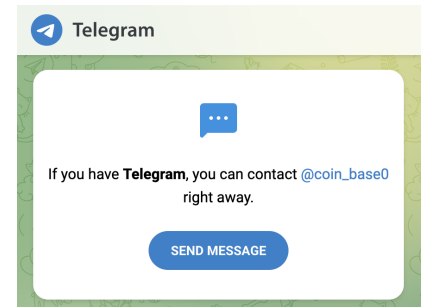 Telegram
If you have Telegram, you can contact @coin_base0
right away.
SEND MESSAGE